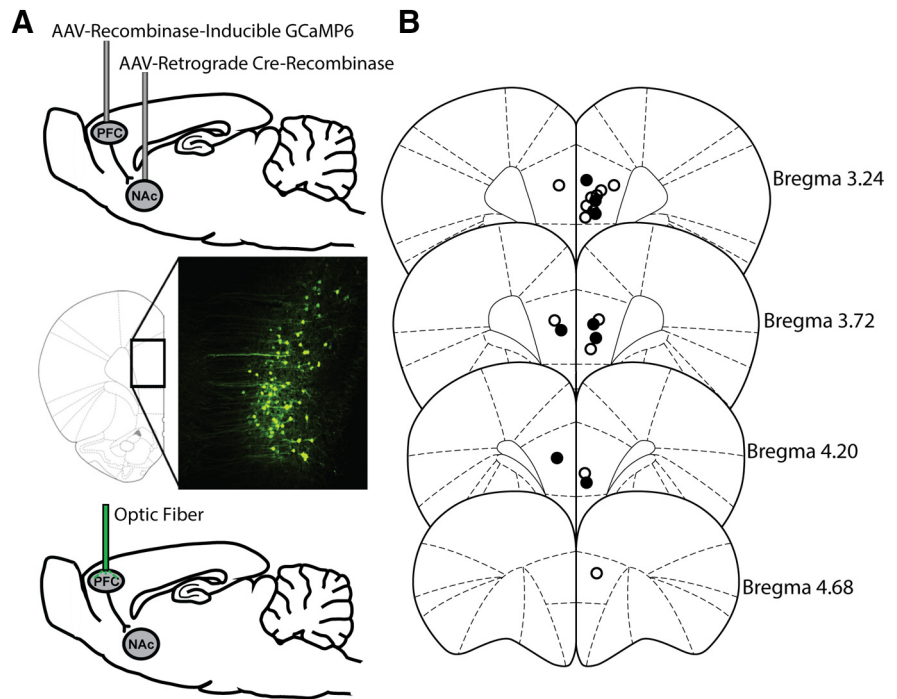 A
AAV-Recombinase-Inducible GCaMP6
AAV-Retrograde Cre-Recombinase
PFC
NAc
Optic Fiber
PFC
NAc
B
Bregma 3.24
Bregma 3.72
Bregma 4.20
Bregma 4.68